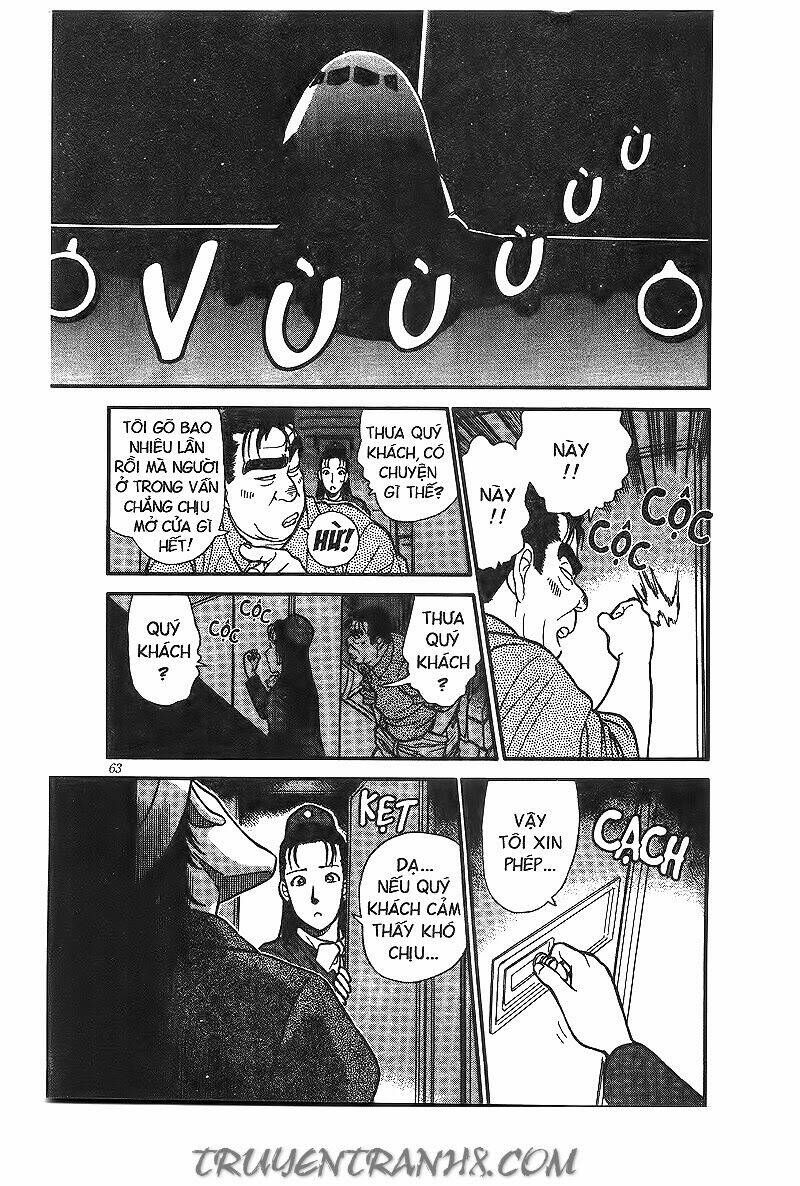 VÙÙÙÙÙ
NÀY
!!
NÀY
!!
CỘC
CỘC
CỘC
THƯA QUÝ
KHÁCH, CÓ
CHUYỆN
GÌ THẾ?
HỪ!
TÔI GÕ BAO
NHIÊU LẦN
RỒI MÀ NGƯỜI
Ở TRONG VẪN
CHẲNG CHỊU
MỞ CỬA GÌ
HẾT!
THƯA
QUÝ
KHÁCH
?
CỘC
CỘC
QUÝ
KHÁCH
?
63
VẬY
TÔI XIN
PHÉP...
CẠCH
KẸT
DẠ...
NẾU QUÝ
KHÁCH CẢM
THẤY KHÓ
CHỊU...
TRUYENTRANH8.COM